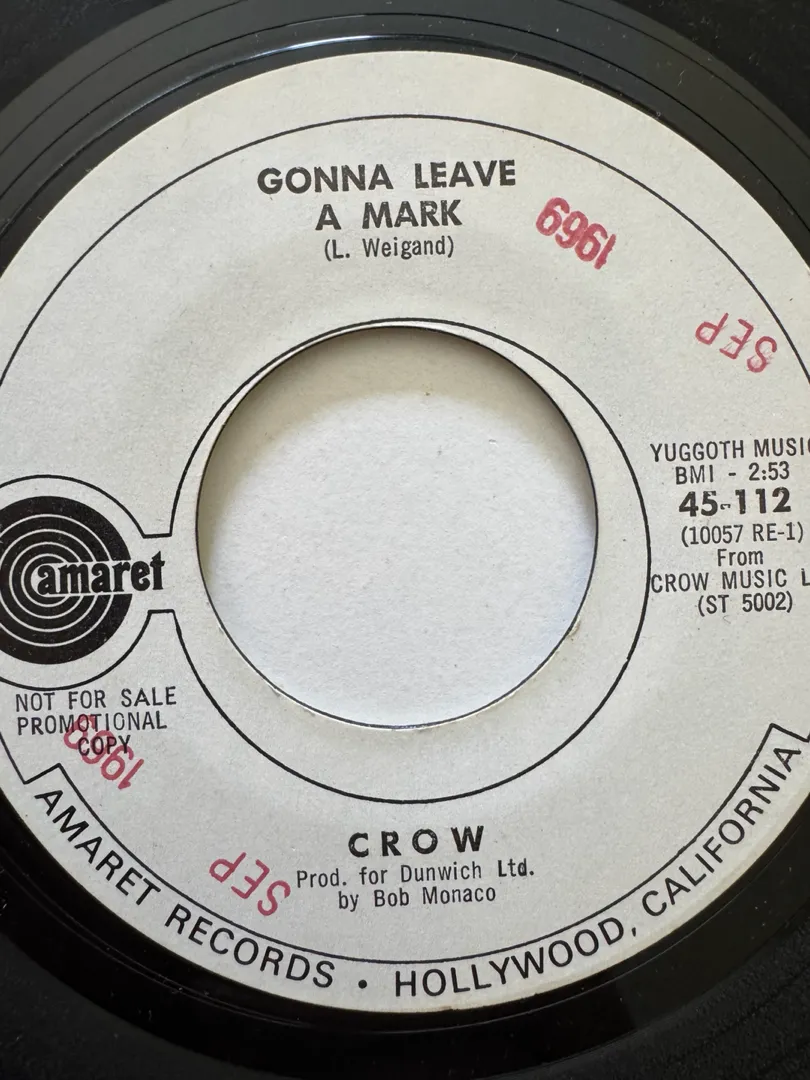 GONNA LEAVE
A MARK
(L. Weigand)
1969
SEP
YUGGOTH MUSIC
BMI - 2:53
45-112
(10057 RE-1)
From
CROW MUSIC L
(ST 5002)
amaret
NOT FOR SALE
PROMOTIONAL
COPY
1969
SEP
CROW
Prod. for Dunwich Ltd.
by Bob Monaco
AMARET RECORDS • HOLLYWOOD, CALIFORNIA